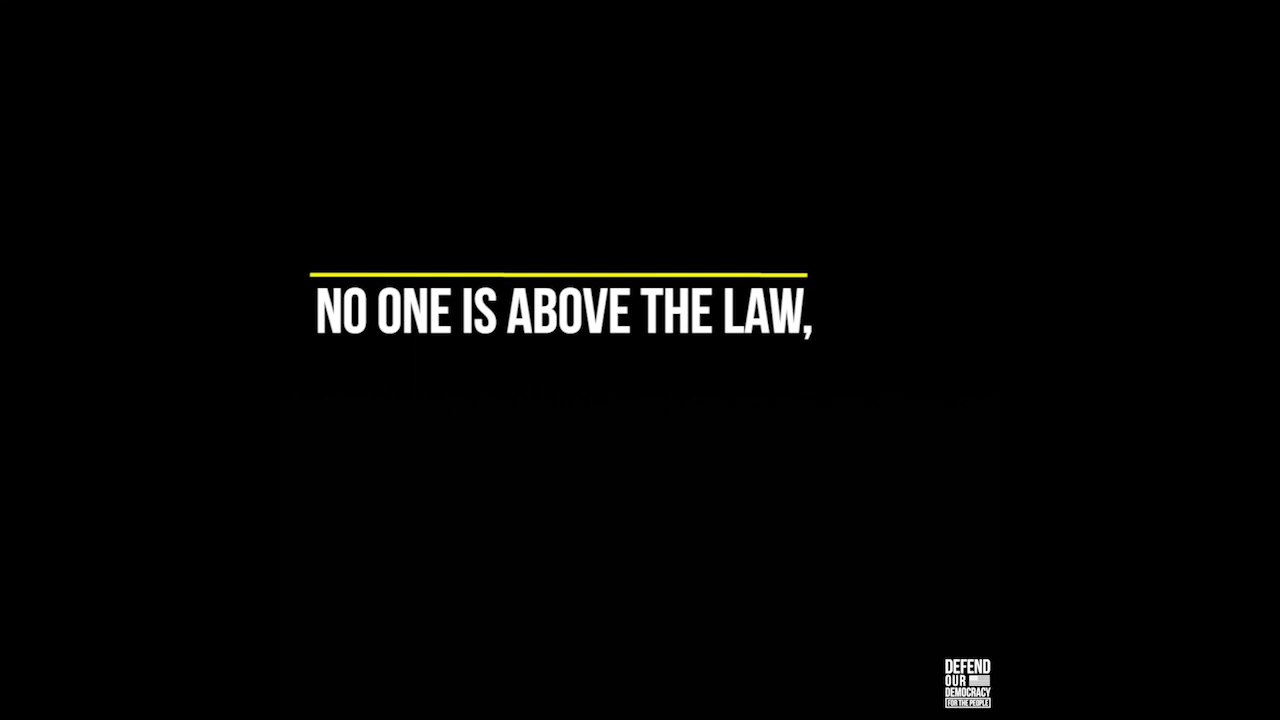 NO ONE IS ABOVE THE LAW,
DEFEND
OUR
DEMOCRACY
FOR THE PEOPLE